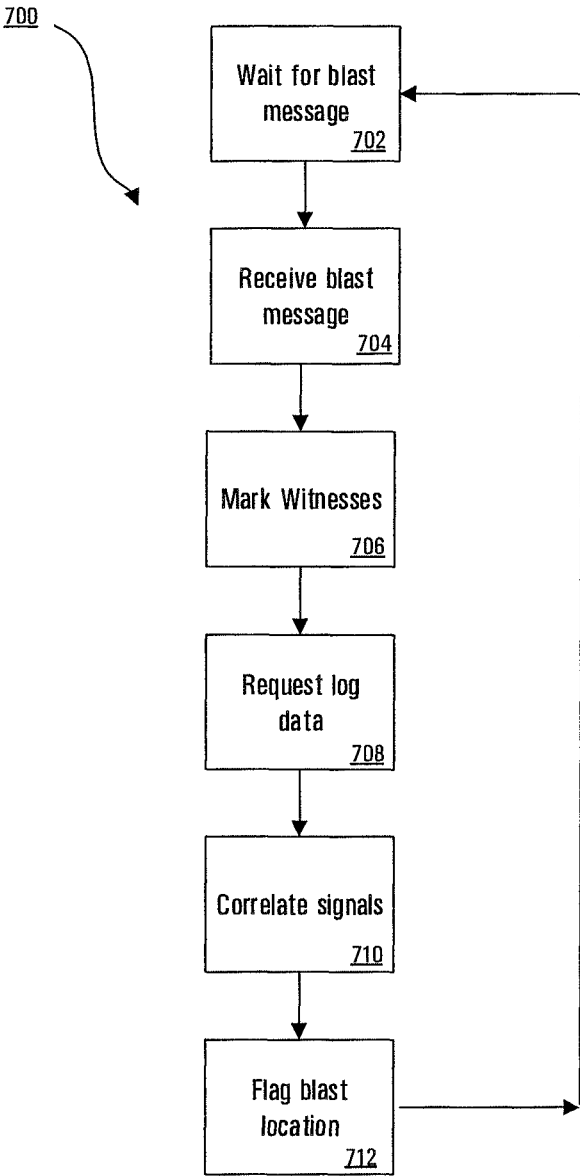 700
Wait for blast
message
702
Receive blast
message
704
Mark Witnesses
706
Request log
data
708
Correlate signals
710
Flag blast
location
712